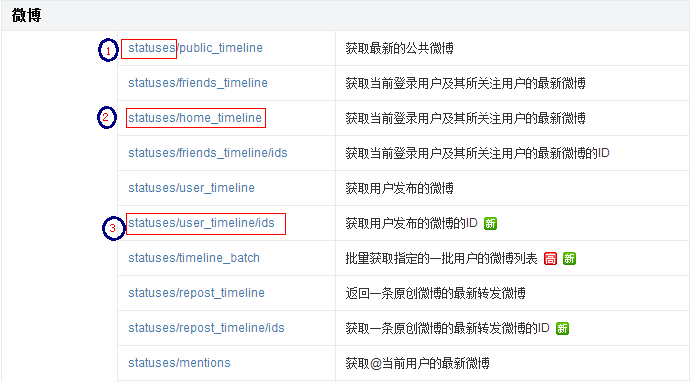 微博
1 statuses/public_timeline 获取最新的公共微博
statuses/friends_timeline 获取当前登录用户及其所关注用户的最新微博
2 statuses/home_timeline 获取当前登录用户及其所关注用户的最新微博
statuses/friends_timeline/ids 获取当前登录用户及其所关注用户的最新微博的ID
statuses/user_timeline 获取用户发布的微博
3 statuses/user_timeline/ids 获取用户发布的微博的ID 新
statuses/timeline_batch 批量获取指定的一批用户的微博列表 高 新
statuses/repost_timeline 返回一条原创微博的最新转发微博
statuses/repost_timeline/ids 获取一条原创微博的最新转发微博的ID 新
statuses/mentions 获取@当前用户的最新微博